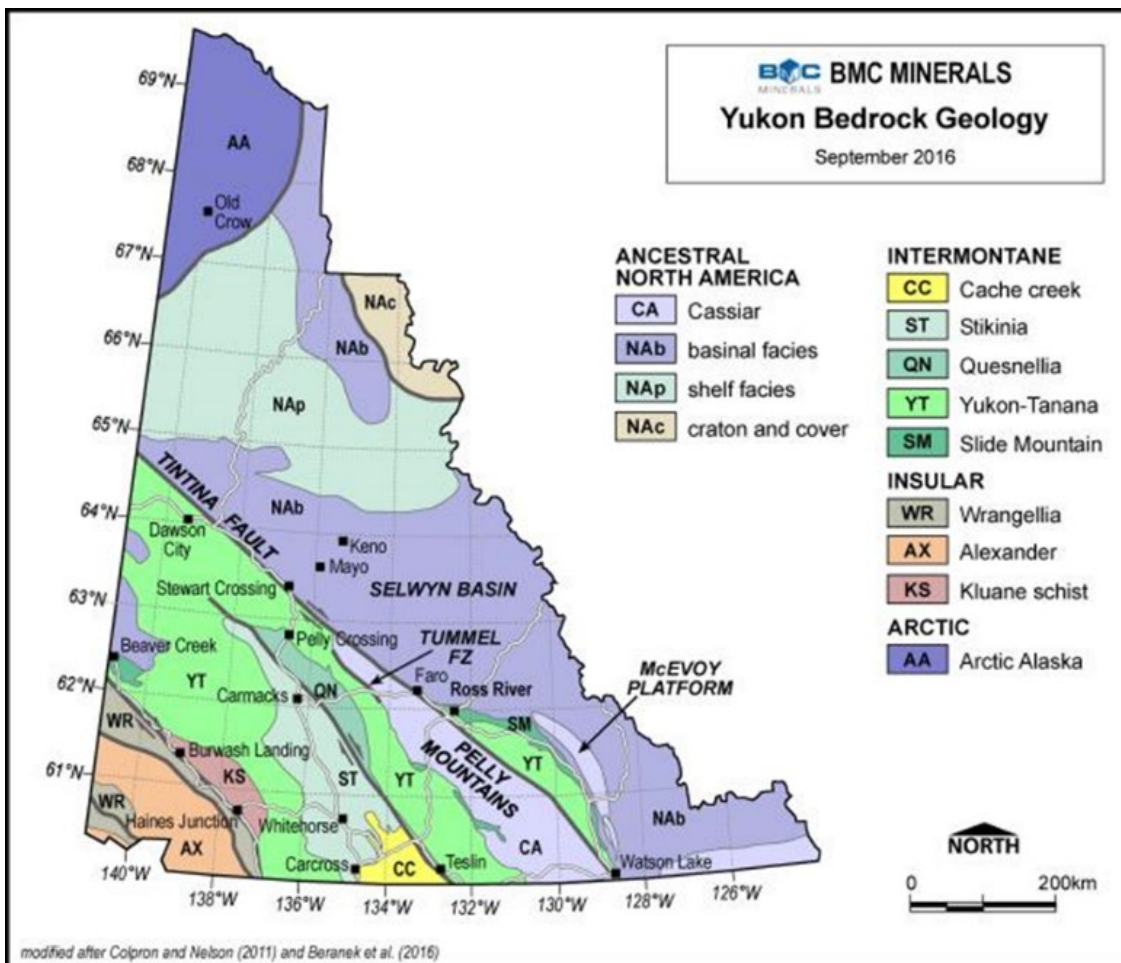 BMC MINERALS
MINERALS
Yukon Bedrock Geology
September 2016
ANCESTRAL
NORTH AMERICA
CA Cassiar
NAb basinal facies
NAp shelf facies
NAc craton and cover
INTERMONTANE
CC Cache creek
ST Stikinia
QN Quesnellia
YT Yukon-Tanana
SM Slide Mountain
INSULAR
WR Wrangellia
AX Alexander
KS Kluane schist
ARCTIC
AA Arctic Alaska
69°N
68°N
67°N
66°N
65°N
64°N
63°N
62°N
61°N
AA
Old
Crow
NAc
NAb
NAp
TINTINA FAULT
NAb
Dawson
City
Keno
Mayo
Stewart Crossing
SELWYN BASIN
Pelly Crossing
TUMMEL
FZ
Beaver Creek
McEVOY
PLATFORM
YT
Carmacks
QN
Faro
Ross River
SM
WR
Burwash Landing
PELLY
MOUNTAINS
YT
KS
ST
YT
WR
Haines Junction
Whitehorse
NAb
AX
Carcross
CC
Teslin
CA
Watson Lake
140°W
138°W
136°W
134°W
132°W
130°W
128°W
126°W
NORTH
0 200km
modified after Colpron and Nelson (2011) and Beranek et al. (2016)